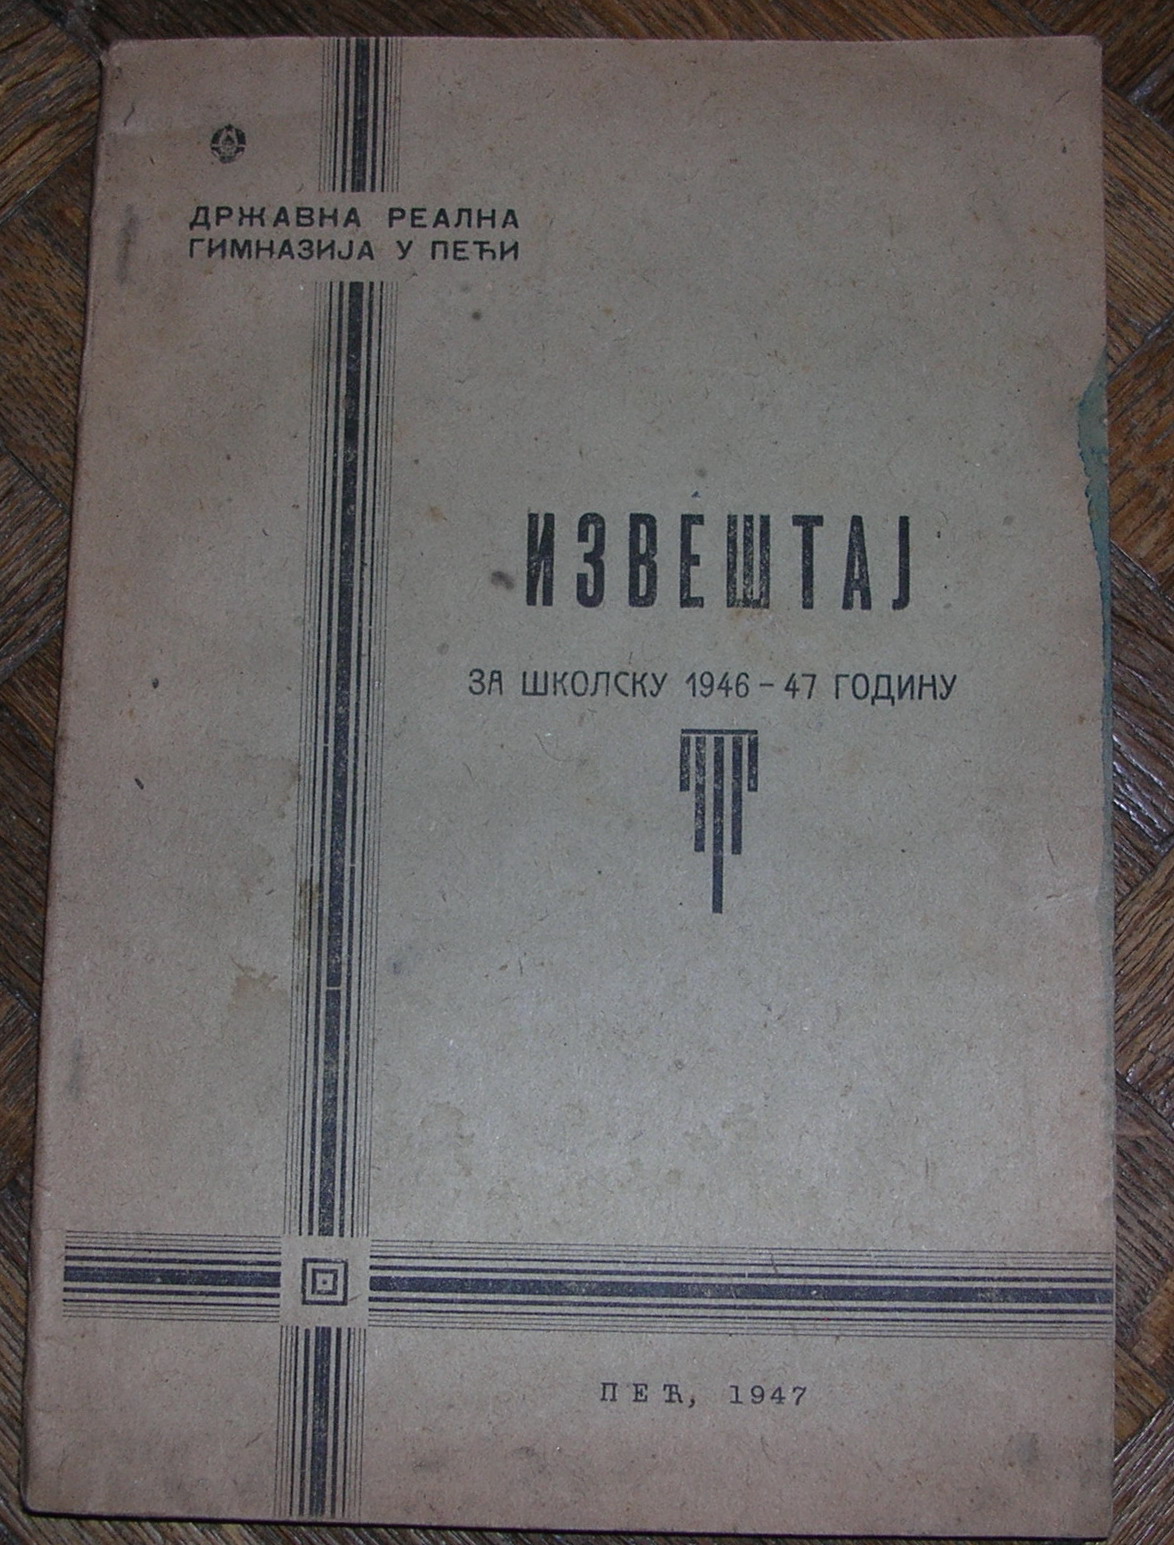 ДРЖАВНА РЕАЛНА
ГИМНАЗИЈА У ПЕЋИ
ИЗВЕШТАЈ
ЗА ШКОЛСКУ 1946-47 ГОДИНУ
ПЕЋ, 1947